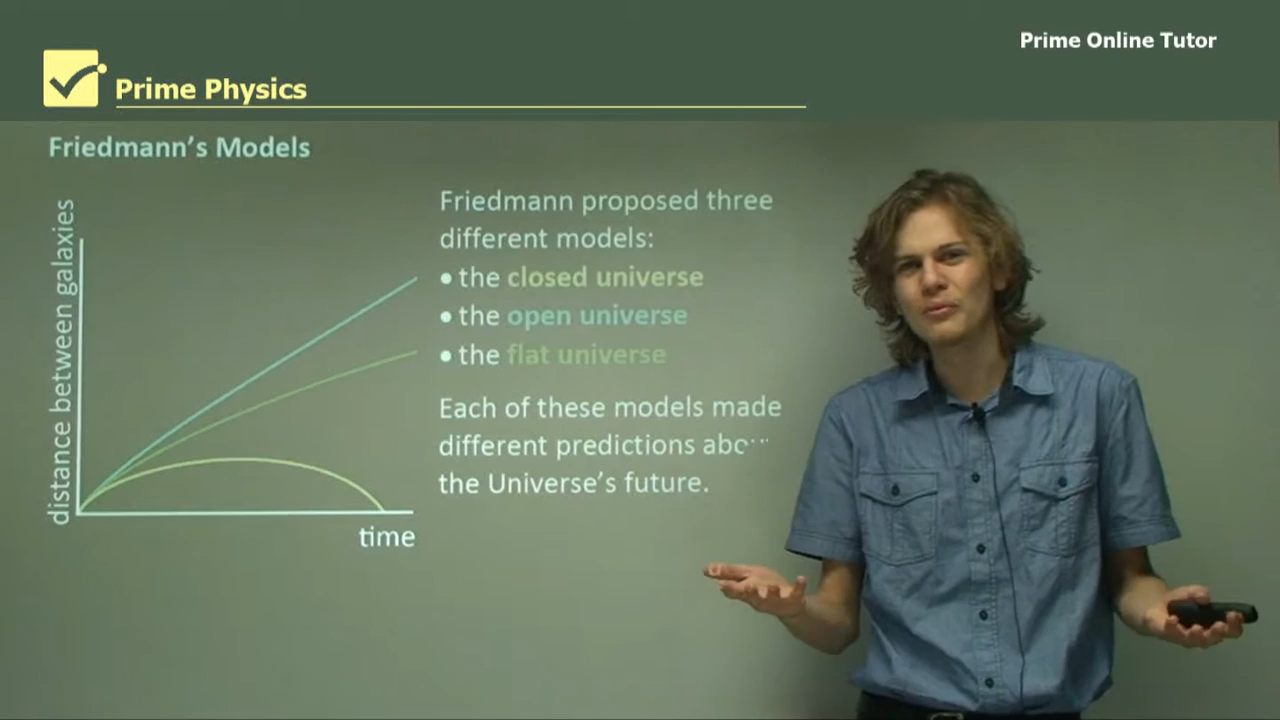 Prime Online Tutor
Prime Physics
Friedmann's Models
distance between galaxies
time
Friedmann proposed three
different models:
• the closed universe
• the open universe
• the flat universe
Each of these models made
different predictions
the Universe's future.